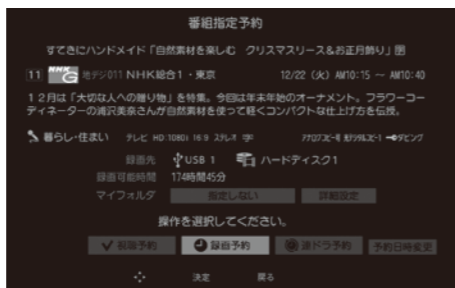 番組指定予約
すてきにハンドメイド「自然素材を楽しむ クリスマスリース&お正月飾り」
11 NHK G 地デジ011 NHK総合1・東京 12/22 (火) AM10:15 ～ AM10:40
12月は「大切な人への贈り物」を特集。今回は年末年始のオーナメント。フラワーコー
ディネーターの浦沢美奈さんが自然素材を使って軽くコンパクトな仕上げ方を伝授。
暮らし・住まい テレビ HD 1080i 16:9 ステレオ
録画先 USB 1 ハードディスク1
録画可能時間 174時間45分
マイフォルダ 指定しない 詳細設定
操作を選択してください。
視聴予約 録画予約 連ドラ予約 予約日時変更
決定 戻る